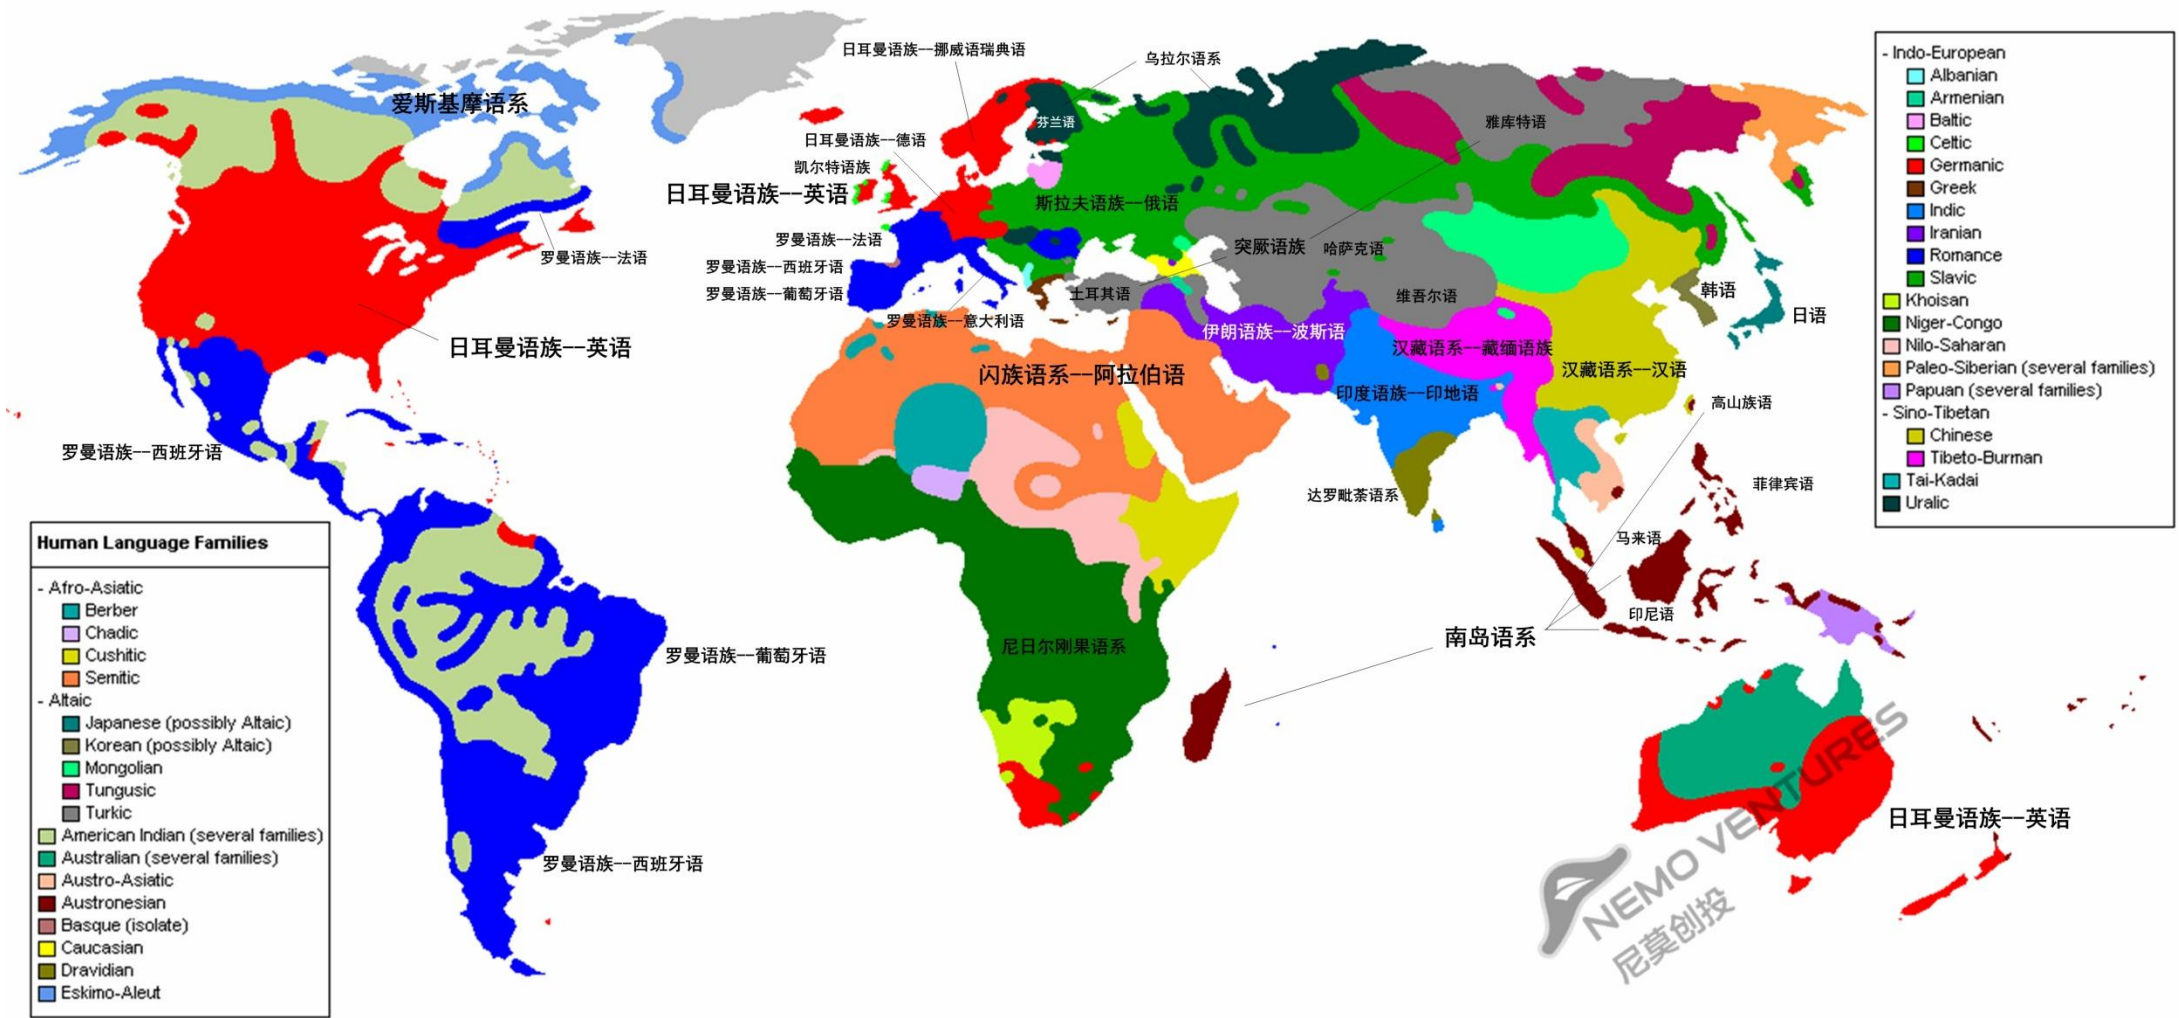 爱斯基摩语系
日耳曼语族--挪威语瑞典语
乌拉尔语系
芬兰语
雅库特语
日耳曼语族--德语
凯尔特语族
日耳曼语族--英语
斯拉夫语族--俄语
罗曼语族--法语
罗曼语族--法语
突厥语族
哈萨克语
罗曼语族--西班牙语
罗曼语族--葡萄牙语
土耳其语
维吾尔语
韩语
日语
罗曼语族--意大利语
伊朗语族--波斯语
日耳曼语族--英语
汉藏语系--藏缅语族
闪族语系--阿拉伯语
汉藏语系--汉语
印度语族--印地语
高山族语
罗曼语族--西班牙语
达罗毗荼语系
菲律宾语
马来语
印尼语
南岛语系
尼日尔刚果语系
罗曼语族--葡萄牙语
日耳曼语族--英语
罗曼语族--西班牙语
NEMO VENTURES
尼莫创投
Human Language Families
- Afro-Asiatic
Berber
Chadic
Cushitic
Semitic
- Altaic
Japanese (possibly Altaic)
Korean (possibly Altaic)
Mongolian
Tungusic
Turkic
American Indian (several families)
Australian (several families)
Austro-Asiatic
Austronesian
Basque (isolate)
Caucasian
Dravidian
Eskimo-Aleut
- Indo-European
Albanian
Armenian
Baltic
Celtic
Germanic
Greek
Indic
Iranian
Romance
Slavic
Khoisan
Niger-Congo
Nilo-Saharan
Paleo-Siberian (several families)
Papuan (several families)
- Sino-Tibetan
Chinese
Tibeto-Burman
Tai-Kadai
Uralic